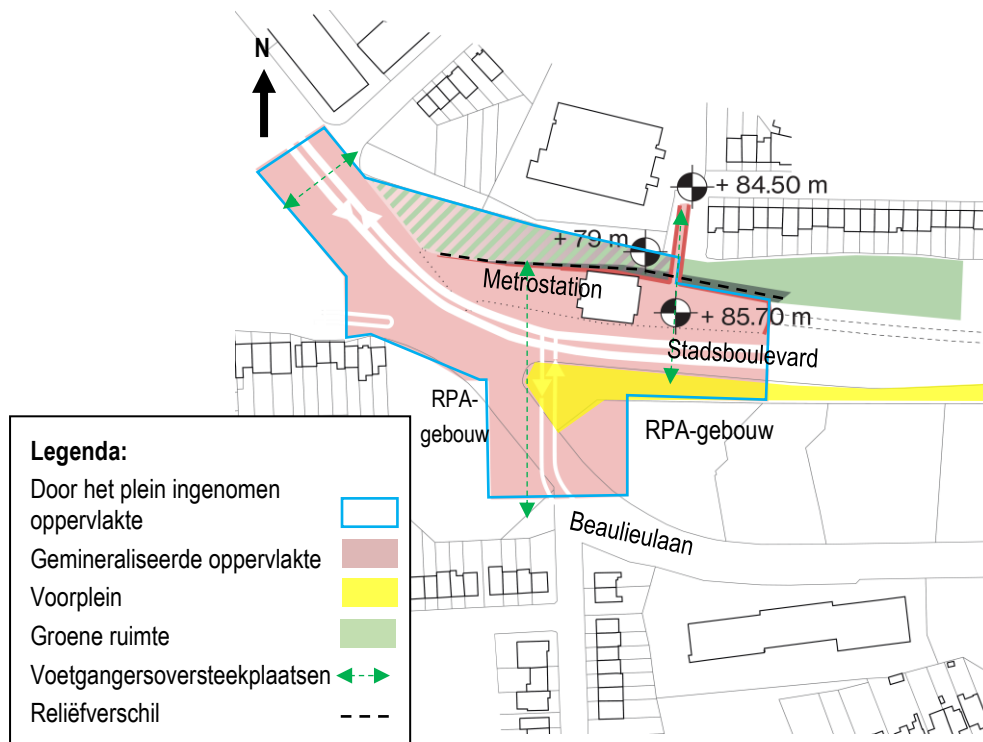 N
+ 84.50 m
+ 79 m
Metrostation
+ 85.70 m
Stadsboulevard
RPA-
gebouw
RPA-gebouw
Beaulieulaan
Legenda:
Door het plein ingenomen
oppervlakte
Gemineraliseerde oppervlakte
Voorplein
Groene ruimte
Voetgangersoversteekplaatsen
Reliëfverschil